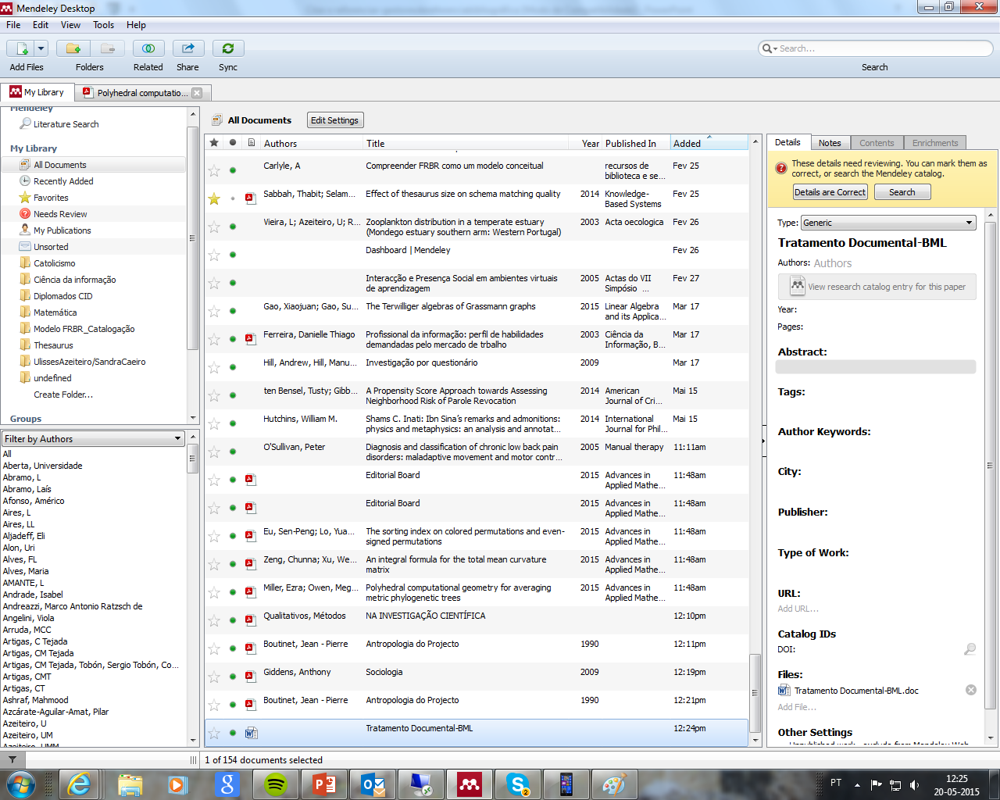 Mendeley Desktop
File Edit View Tools Help
Add Files Folders Related Share Sync
Search...
Search
My Library Polyhedral computatio...
Mendeley
Literature Search
My Library
All Documents
Recently Added
Favorites
Needs Review
My Publications
Unsorted
Catolicismo
Ciência da informação
Diplomados CID
Matemática
Modelo FRBR_Catalogação
Thesaurus
UlissesAzeiteiro/SandraCaeiro
undefined
Create Folder...
Groups
Filter by Authors
All
Aberta, Universidade
Abramo, L
Abramo, Laís
Afonso, Américo
Aires, L
Aires, LL
Aljadeff, Eli
Alon, Uri
Alves, FL
Alves, Maria
AMANTE, L
Andrade, Isabel
Andreazzi, Marco Antonio Ratzsch de
Angelini, Viola
Arruda, MCC
Artigas, C Tejada
Artigas, CM Tejada
Artigas, CM Tejada, Tobón, Sergio Tobón, Co...
Artigas, CMT
Artigas, CT
Ashraf, Mahmood
Azcárate-Aguilar-Amat, Pilar
Azeiteiro, U
Azeiteiro, UM
Azeiteiro, UMM
All Documents Edit Settings
Authors Title Year Published In Added
Carlyle, A Compreender FRBR como um modelo conceitual recursos de Fev 25
biblioteca e se...
Sabbah, Thabit; Selam... Effect of thesaurus size on schema matching quality 2014 Knowledge- Fev 25
Based Systems
Vieira, L; Azeiteiro, U; R... Zooplankton distribution in a temperate estuary 2003 Acta oecologica Fev 26
(Mondego estuary southern arm: Western Portugal)
Dashboard | Mendeley Fev 26
Interacção e Presença Social em ambientes virtuais 2005 Actas do VII Fev 27
de aprendizagem Simpósio ...
Gao, Xiaojuan; Gao, Su... The Terwilliger algebras of Grassmann graphs 2015 Linear Algebra Mar 17
and its Applica...
Ferreira, Danielle Thiago Profissional da informação: perfil de habilidades 2003 Ciência da Mar 17
demandadas pelo mercado de trbalho Informação, B...
Hill, Andrew, Hill, Manu... Investigação por questionário 2009 Mar 17
ten Bensel, Tusty; Gibb... A Propensity Score Approach towards Assessing 2014 American Mai 15
Neighborhood Risk of Parole Revocation Journal of Cri...
Hutchins, William M. Shams C. Inati: Ibn Sina's remarks and admonitions: 2014 International Mai 15
physics and metaphysics: an analysis and annotat... Journal for Phil...
O'Sullivan, Peter Diagnosis and classification of chronic low back pain 2005 Manual therapy 11:11am
disorders: maladaptive movement and motor contr...
Editorial Board 2015 Advances in 11:48am
Applied Mathe...
Editorial Board 2015 Advances in 11:48am
Applied Mathe...
Eu, Sen-Peng; Lo, Yua... The sorting index on colored permutations and even- 2015 Advances in 11:48am
signed permutations Applied Mathe...
Zeng, Chunna; Xu, We... An integral formula for the total mean curvature 2015 Advances in 11:48am
matrix Applied Mathe...
Miller, Ezra; Owen, Meg... Polyhedral computational geometry for averaging 2015 Advances in 11:48am
metric phylogenetic trees Applied Mathe...
Qualitativos, Métodos NA INVESTIGAÇÃO CIENTÍFICA 12:10pm
Boutinet, Jean - Pierre Antropologia do Projecto 1990 12:11pm
Giddens, Anthony Sociologia 2009 12:19pm
Boutinet, Jean - Pierre Antropologia do Projecto 1990 12:21pm
Tratamento Documental-BML 12:24pm
Details Notes Contents Enrichments
These details need reviewing. You can mark them as
correct, or search the Mendeley catalog.
Details are Correct Search
Type: Generic
Tratamento Documental-BML
Authors: Authors
View research catalog entry for this paper
Year:
Pages:
Abstract:
Tags:
Author Keywords:
City:
Publisher:
Type of Work:
URL:
Add URL...
Catalog IDs
DOI:
Files:
Tratamento Documental-BML.doc
Add File...
Other Settings
Unpublished work - exclude from Mendeley Web
1 of 154 documents selected
PT 12:25
20-05-2015